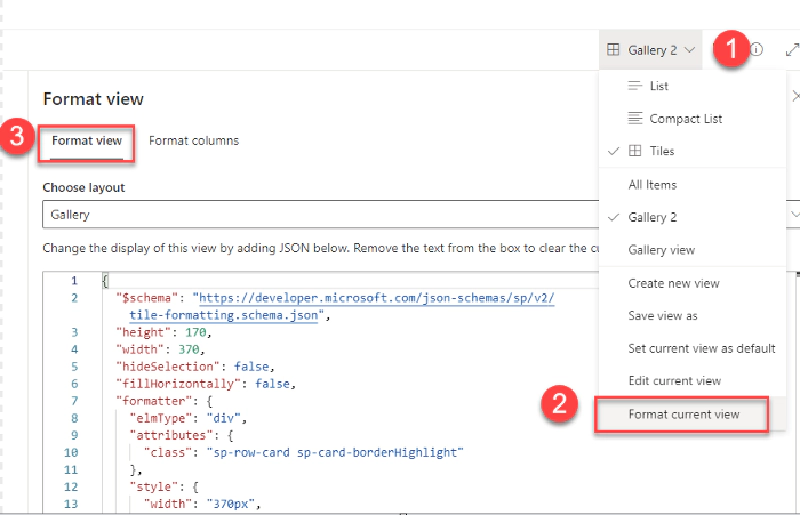 Gallery 2
1
List
Compact List
Tiles
All Items
Gallery 2
Gallery view
Create new view
Save view as
Set current view as default
Edit current view
2
Format current view
Format view
3
Format view
Format columns
Choose layout
Gallery
Change the display of this view by adding JSON below. Remove the text from the box to clear the cu
1 {
2 "$schema": "https://developer.microsoft.com/json-schemas/sp/v2/
tile-formatting.schema.json",
3 "height": 170,
4 "width": 370,
5 "hideSelection": false,
6 "fillHorizontally": false,
7 "formatter": {
8 "elmType": "div",
9 "attributes": {
10 "class": "sp-row-card sp-card-borderHighlight"
11 },
12 "style": {
13 "width": "370px",